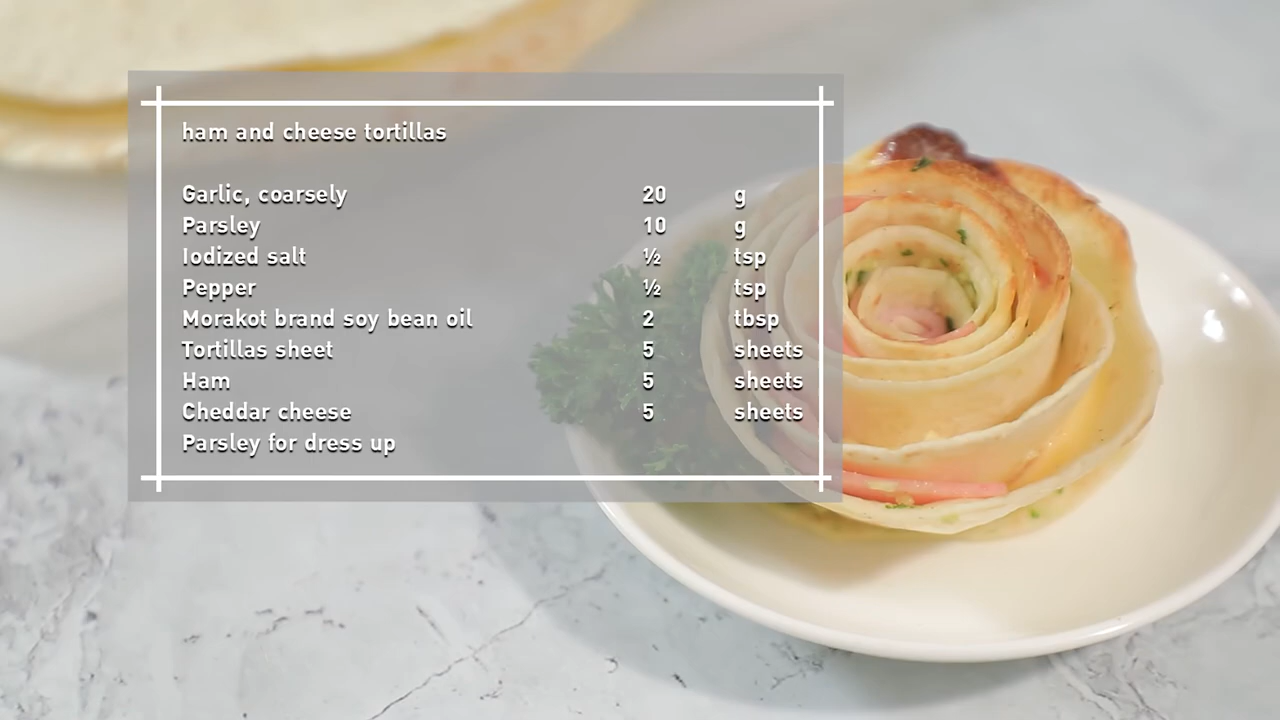 ham and cheese tortillas
Garlic, coarsely 20 g
Parsley 10 g
Iodized salt ½ tsp
Pepper ½ tsp
Morakot brand soy bean oil 2 tbsp
Tortillas sheet 5 sheets
Ham 5 sheets
Cheddar cheese 5 sheets
Parsley for dress up